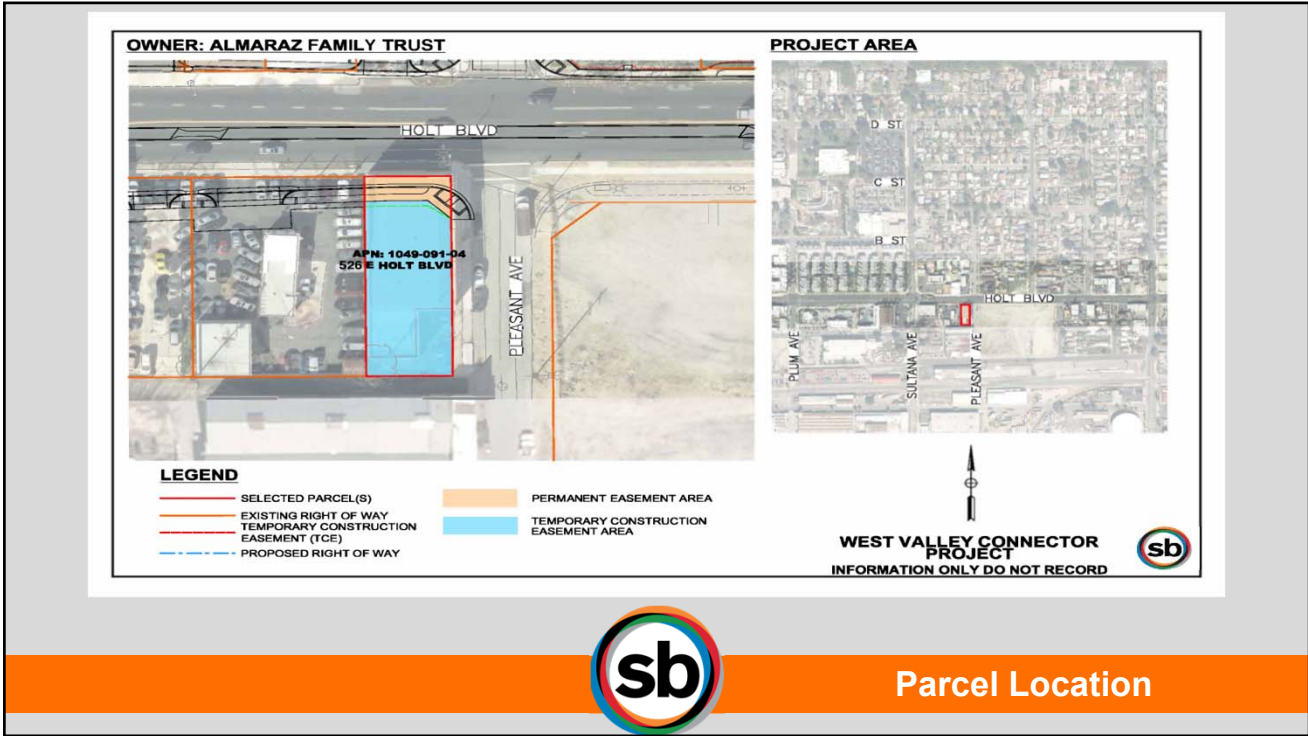 OWNER: ALMARAZ FAMILY TRUST
HOLT BLVD
APN: 1049-091-04
526 E HOLT BLVD
PLEASANT AVE
PROJECT AREA
D ST
C ST
B ST
HOLT BLVD
PLUM AVE
SULTANA AVE
PLEASANT AVE
LEGEND
SELECTED PARCEL(S)
EXISTING RIGHT OF WAY
TEMPORARY CONSTRUCTION
EASEMENT (TCE)
PROPOSED RIGHT OF WAY
PERMANENT EASEMENT AREA
TEMPORARY CONSTRUCTION
EASEMENT AREA
WEST VALLEY CONNECTOR
PROJECT
INFORMATION ONLY DO NOT RECORD
sb
sb
Parcel Location